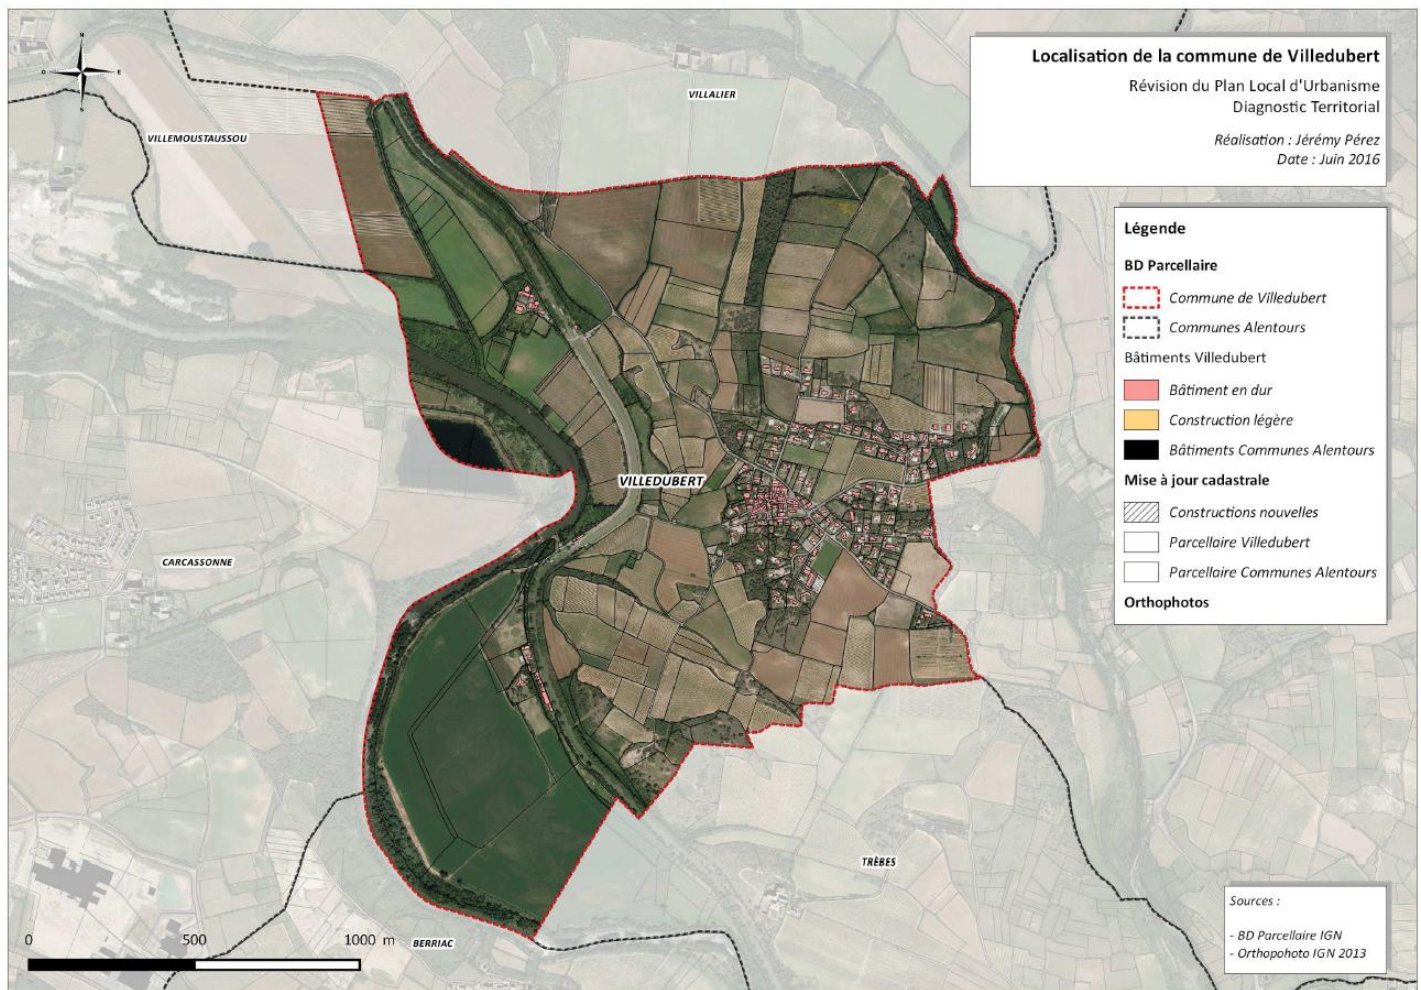 Localisation de la commune de Villedubert
Révision du Plan Local d'Urbanisme
Diagnostic Territorial
Réalisation : Jérémy Pérez
Date : Juin 2016
N
O
E
S
VILLALIER
VILLEMOUSTAUSSOU
VILLEDUBERT
CARCASSONNE
TRÈBES
BERRIAC
Légende
BD Parcellaire
Commune de Villedubert
Communes Alentours
Bâtiments Villedubert
Bâtiment en dur
Construction légère
Bâtiments Communes Alentours
Mise à jour cadastrale
Constructions nouvelles
Parcellaire Villedubert
Parcellaire Communes Alentours
Orthophotos
0 500 1000 m
Sources :
- BD Parcellaire IGN
- Orthopohoto IGN 2013